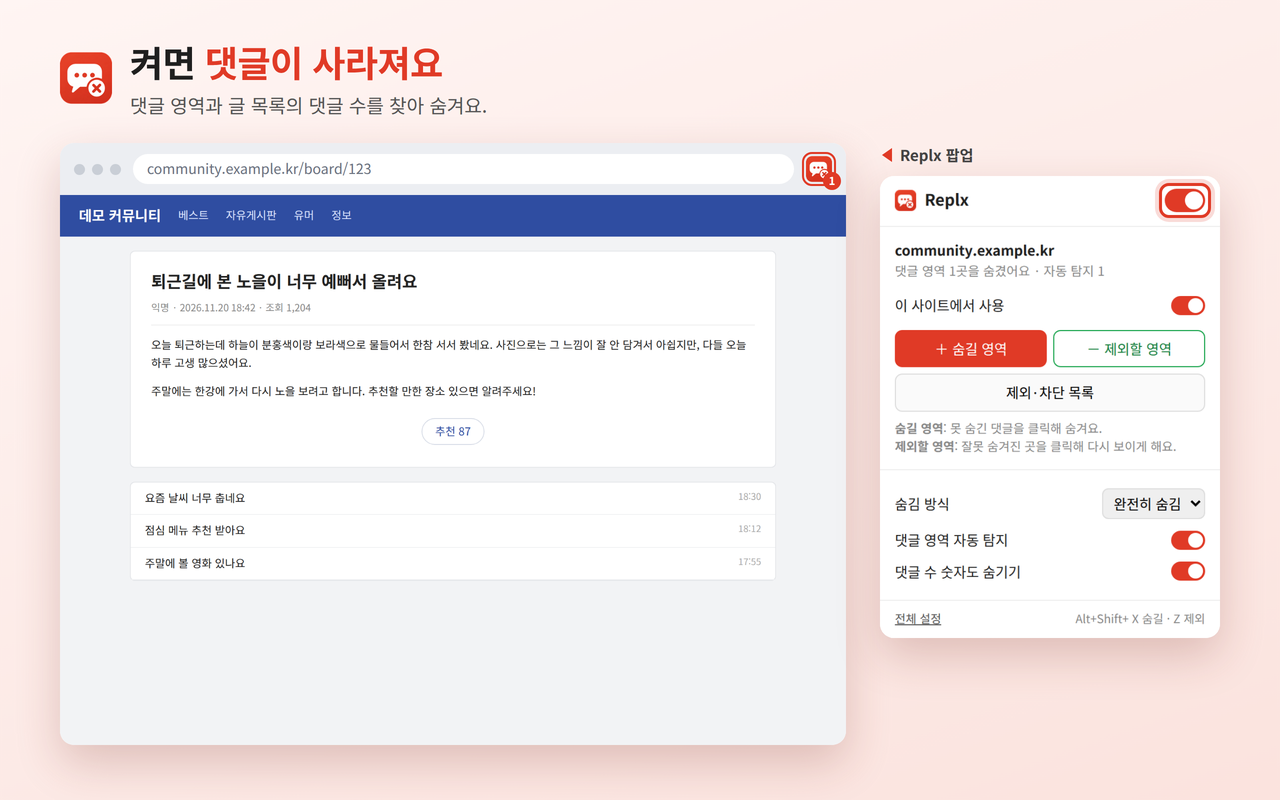 켜면 댓글이 사라져요
댓글 영역과 글 목록의 댓글 수를 찾아 숨겨요.
community.example.kr/board/123
1
데모 커뮤니티 베스트 자유게시판 유머 정보
퇴근길에 본 노을이 너무 예뻐서 올려요
익명 · 2026.11.20 18:42 · 조회 1,204
오늘 퇴근하는데 하늘이 분홍색이랑 보라색으로 물들어서 한참 서서 봤네요. 사진으로는 그 느낌이 잘 안 담겨서 아쉽지만, 다들 오늘
하루 고생 많으셨어요.
주말에는 한강에 가서 다시 노을 보려고 합니다. 추천할 만한 장소 있으면 알려주세요!
추천 87
요즘 날씨 너무 춥네요 18:30
점심 메뉴 추천 받아요 18:12
주말에 볼 영화 있나요 17:55
Replx 팝업
Replx
community.example.kr
댓글 영역 1곳을 숨겼어요 · 자동 탐지 1
이 사이트에서 사용
＋ 숨길 영역 － 제외할 영역
제외·차단 목록
숨길 영역: 못 숨긴 댓글을 클릭해 숨겨요.
제외할 영역: 잘못 숨겨진 곳을 클릭해 다시 보이게 해요.
숨김 방식 완전히 숨김
댓글 영역 자동 탐지
댓글 수 숫자도 숨기기
전체 설정 Alt+Shift+ X 숨길 · Z 제외